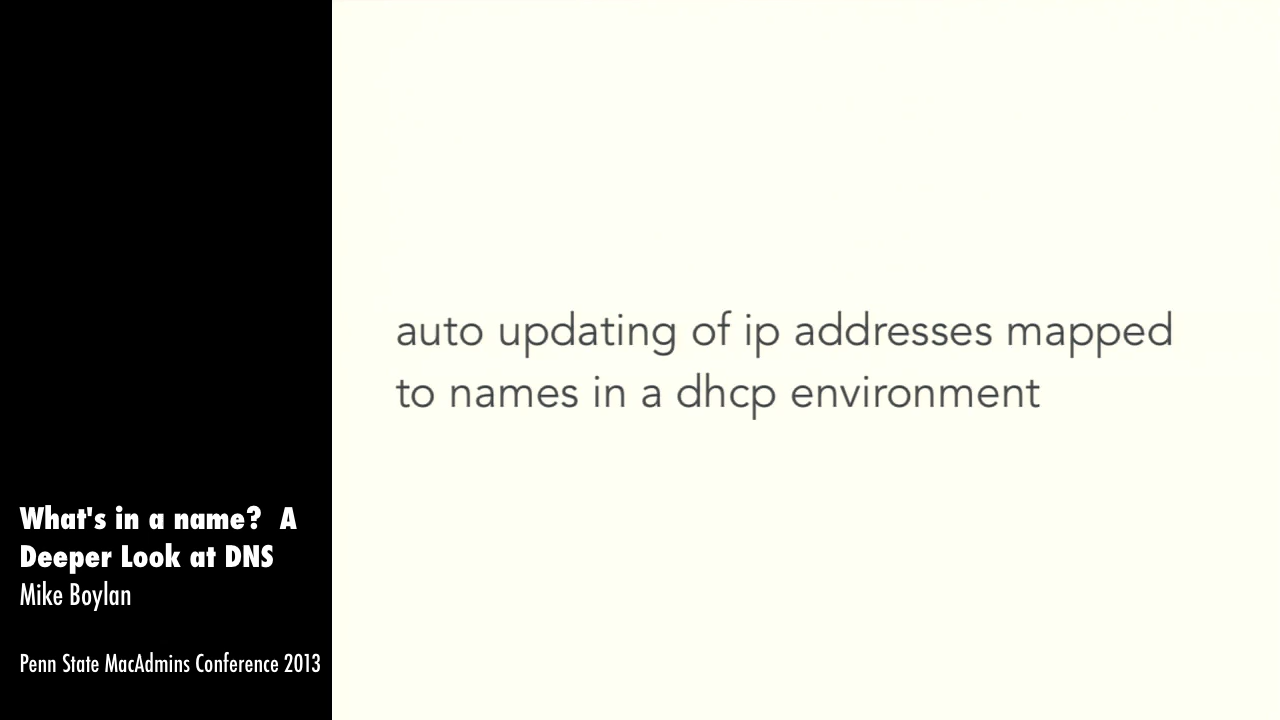 auto updating of ip addresses mapped
to names in a dhcp environment
What's in a name? A
Deeper Look at DNS
Mike Boylan
Penn State MacAdmins Conference 2013